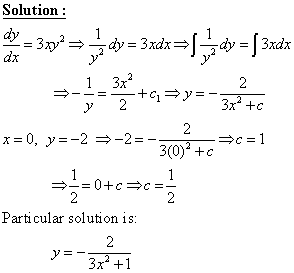 Solution :
dy/dx = 3xy² ⇒ 1/y² dy = 3xdx ⇒ ∫ 1/y² dy = ∫ 3xdx
⇒ -1/y = 3x²/2 + c₁ ⇒ y = -2/(3x² + c)
x = 0, y = -2 ⇒ -2 = -2/(3(0)² + c) ⇒ c = 1
⇒ 1/2 = 0 + c ⇒ c = 1/2
Particular solution is:
y = -2/(3x² + 1)